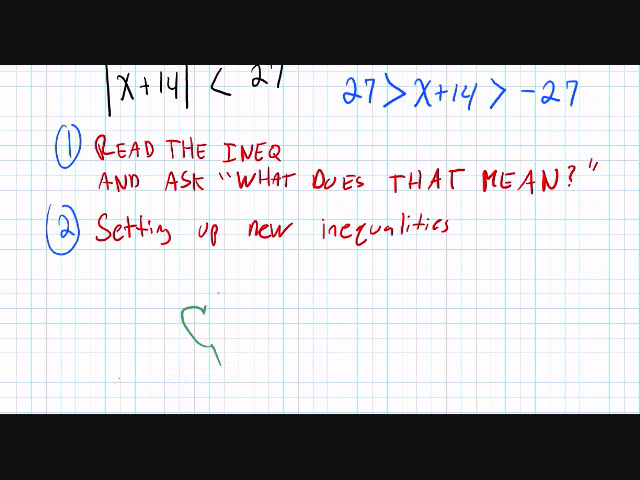 |x+14| < 27
27 > x+14 > -27
1 READ THE INEQ
AND ASK "WHAT DOES THAT MEAN?"
2 Setting up new inequalities